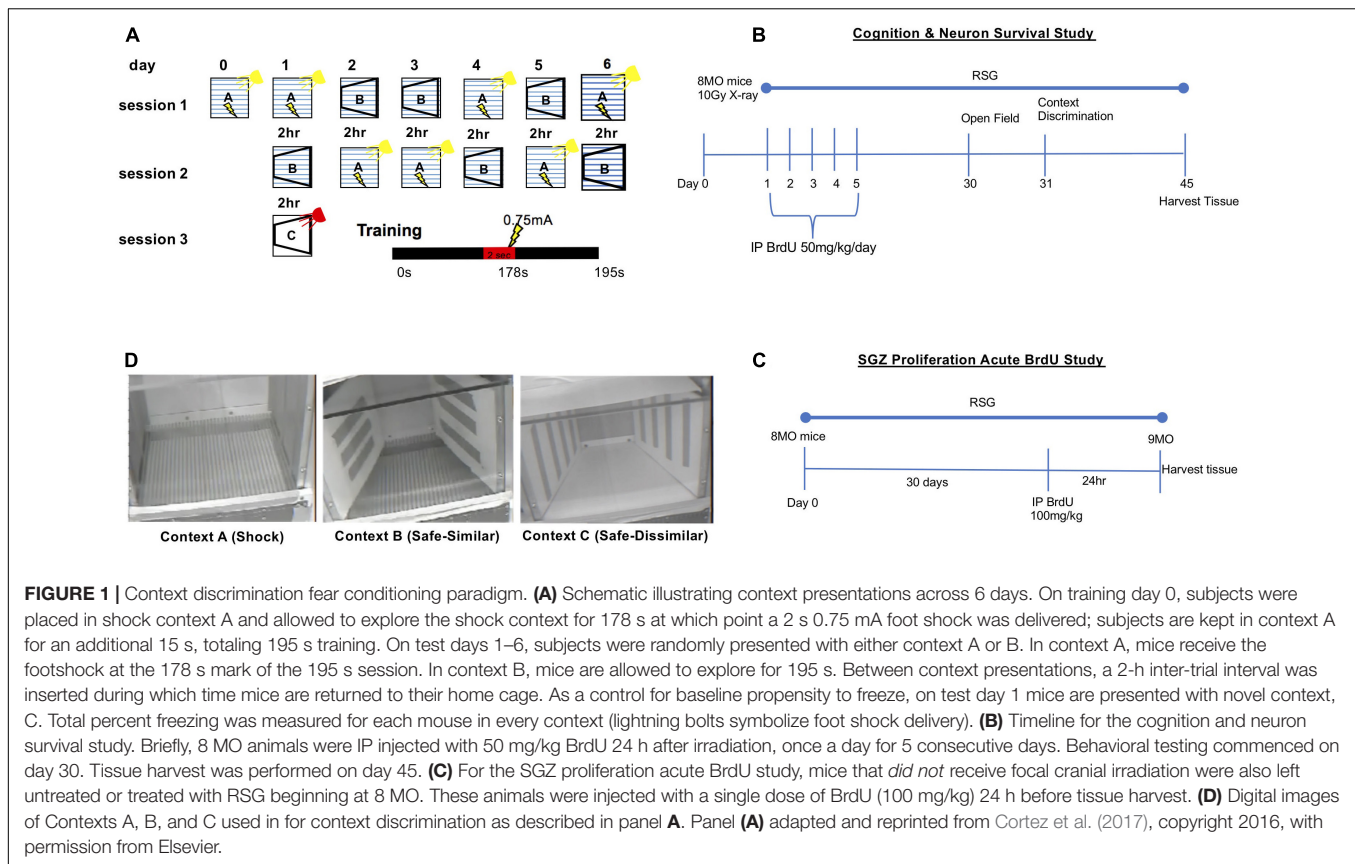 A
day 0 1 2 3 4 5 6
session 1 A A B B A B A
2hr 2hr 2hr 2hr 2hr 2hr
session 2 B A A B A B
2hr
session 3 C
Training
0.75mA
2 sec
0s 178s 195s
B
Cognition & Neuron Survival Study
8MO mice
10Gy X-ray
RSG
Open Field
Context
Discrimination
Day 0 1 2 3 4 5 30 31 45
Harvest Tissue
IP BrdU 50mg/kg/day
D
Context A (Shock) Context B (Safe-Similar) Context C (Safe-Dissimilar)
C
SGZ Proliferation Acute BrdU Study
RSG
8MO mice
9MO
Harvest tissue
30 days
24hr
Day 0
IP BrdU
100mg/kg
FIGURE 1 | Context discrimination fear conditioning paradigm. (A) Schematic illustrating context presentations across 6 days. On training day 0, subjects were
placed in shock context A and allowed to explore the shock context for 178 s at which point a 2 s 0.75 mA foot shock was delivered; subjects are kept in context A
for an additional 15 s, totaling 195 s training. On test days 1–6, subjects were randomly presented with either context A or B. In context A, mice receive the
footshock at the 178 s mark of the 195 s session. In context B, mice are allowed to explore for 195 s. Between context presentations, a 2-h inter-trial interval was
inserted during which time mice are returned to their home cage. As a control for baseline propensity to freeze, on test day 1 mice are presented with novel context,
C. Total percent freezing was measured for each mouse in every context (lightning bolts symbolize foot shock delivery). (B) Timeline for the cognition and neuron
survival study. Briefly, 8 MO animals were IP injected with 50 mg/kg BrdU 24 h after irradiation, once a day for 5 consecutive days. Behavioral testing commenced on
day 30. Tissue harvest was performed on day 45. (C) For the SGZ proliferation acute BrdU study, mice that did not receive focal cranial irradiation were also left
untreated or treated with RSG beginning at 8 MO. These animals were injected with a single dose of BrdU (100 mg/kg) 24 h before tissue harvest. (D) Digital images
of Contexts A, B, and C used in for context discrimination as described in panel A. Panel (A) adapted and reprinted from Cortez et al. (2017), copyright 2016, with
permission from Elsevier.